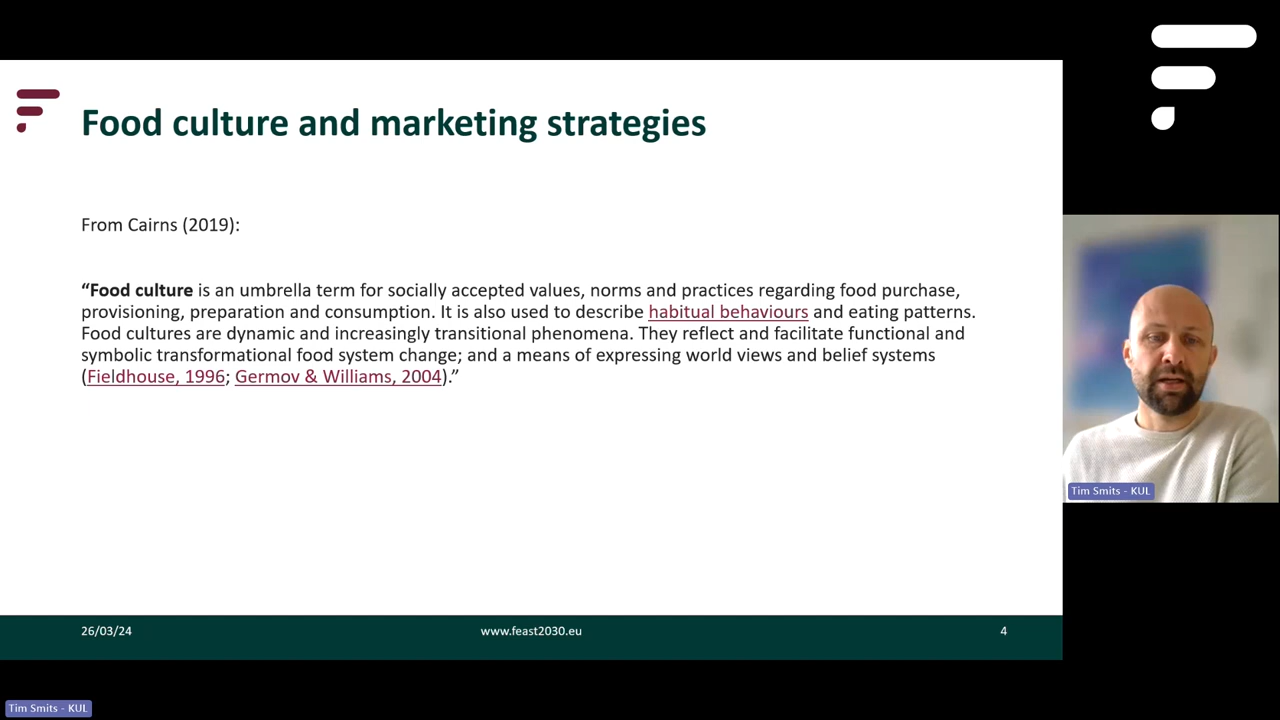 Food culture and marketing strategies
From Cairns (2019):
“Food culture is an umbrella term for socially accepted values, norms and practices regarding food purchase,
provisioning, preparation and consumption. It is also used to describe habitual behaviours and eating patterns.
Food cultures are dynamic and increasingly transitional phenomena. They reflect and facilitate functional and
symbolic transformational food system change; and a means of expressing world views and belief systems
(Fieldhouse, 1996; Germov & Williams, 2004).”
Tim Smits - KUL
26/03/24
www.feast2030.eu
4
Tim Smits - KUL